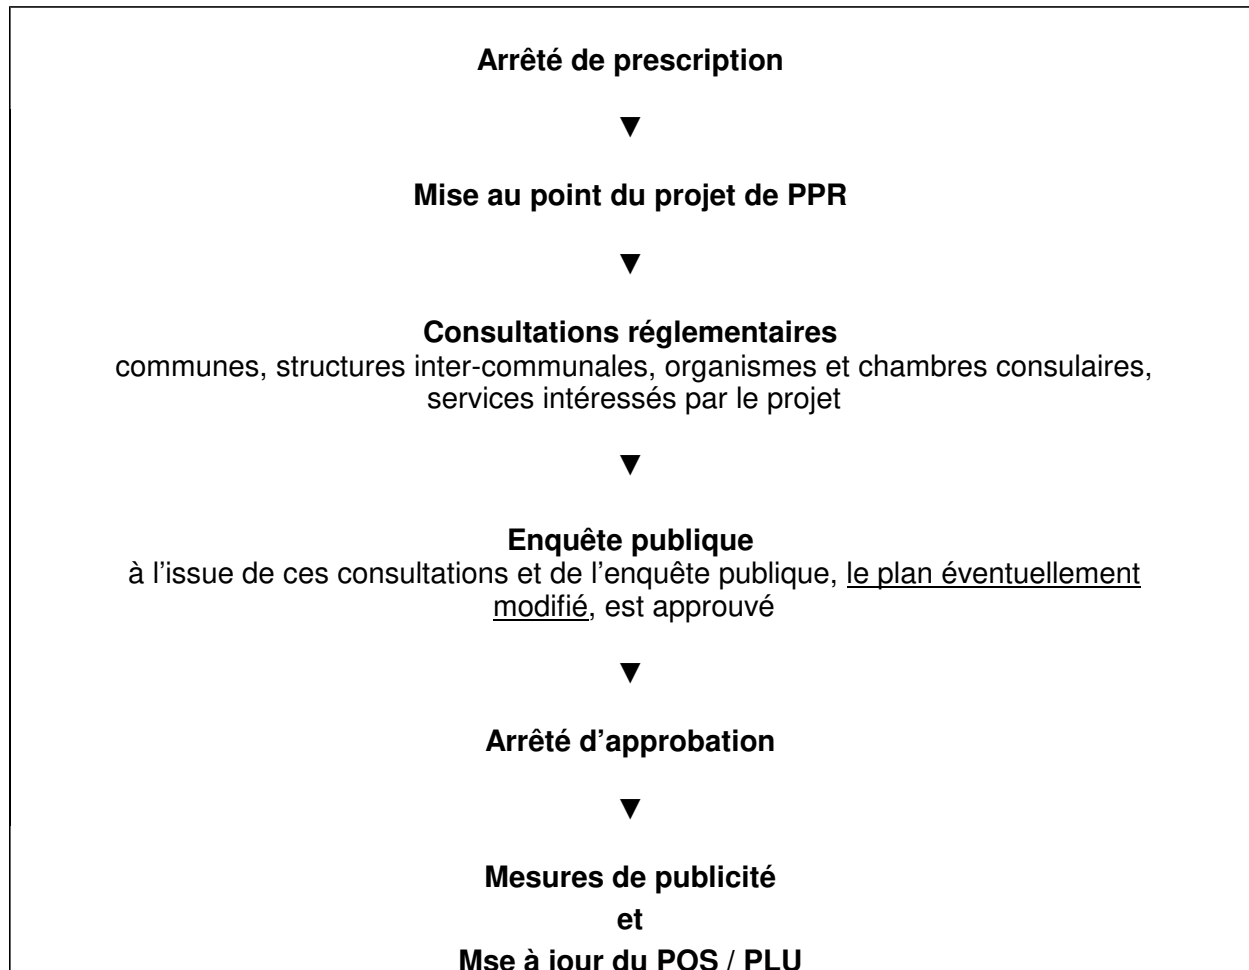 Arrêté de prescription
▼
Mise au point du projet de PPR
▼
Consultations réglementaires
communes, structures inter-communales, organismes et chambres consulaires,
services intéressés par le projet
▼
Enquête publique
à l'issue de ces consultations et de l'enquête publique, le plan éventuellement
modifié, est approuvé
▼
Arrêté d’approbation
▼
Mesures de publicité
et
Mse à jour du POS / PLU